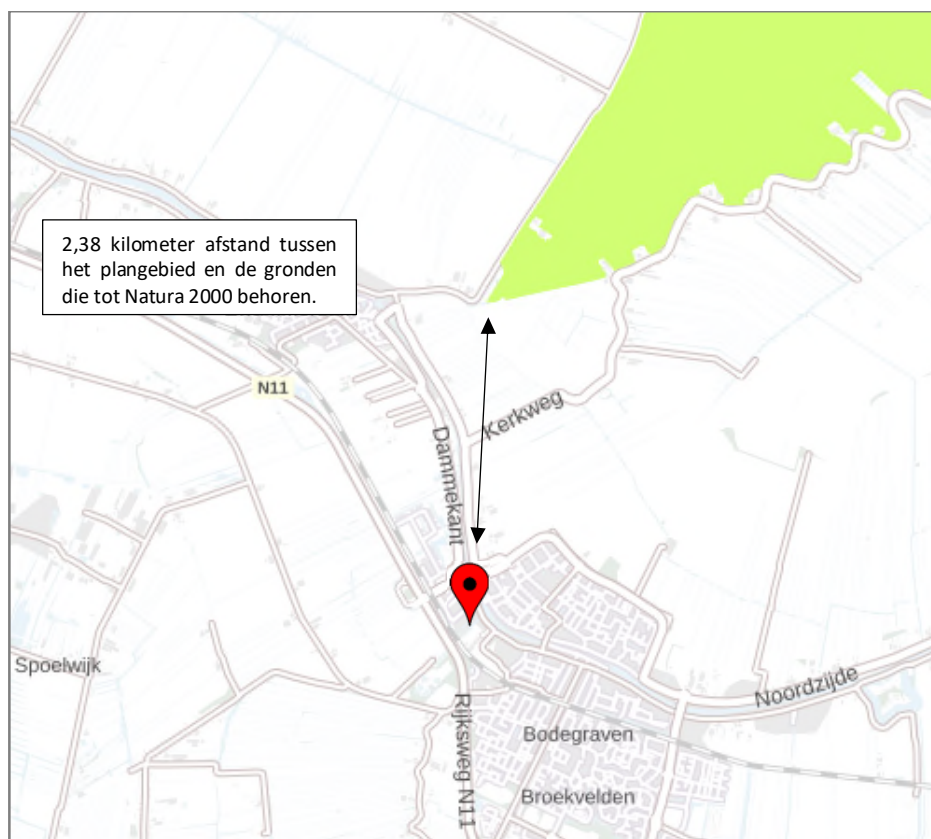 2,38 kilometer afstand tussen
het plangebied en de gronden
die tot Natura 2000 behoren.
N11
Kerkweg
Dammekant
Spoelwijk
Noordzijde
Rijksweg N11
Bodegraven
Broekvelden